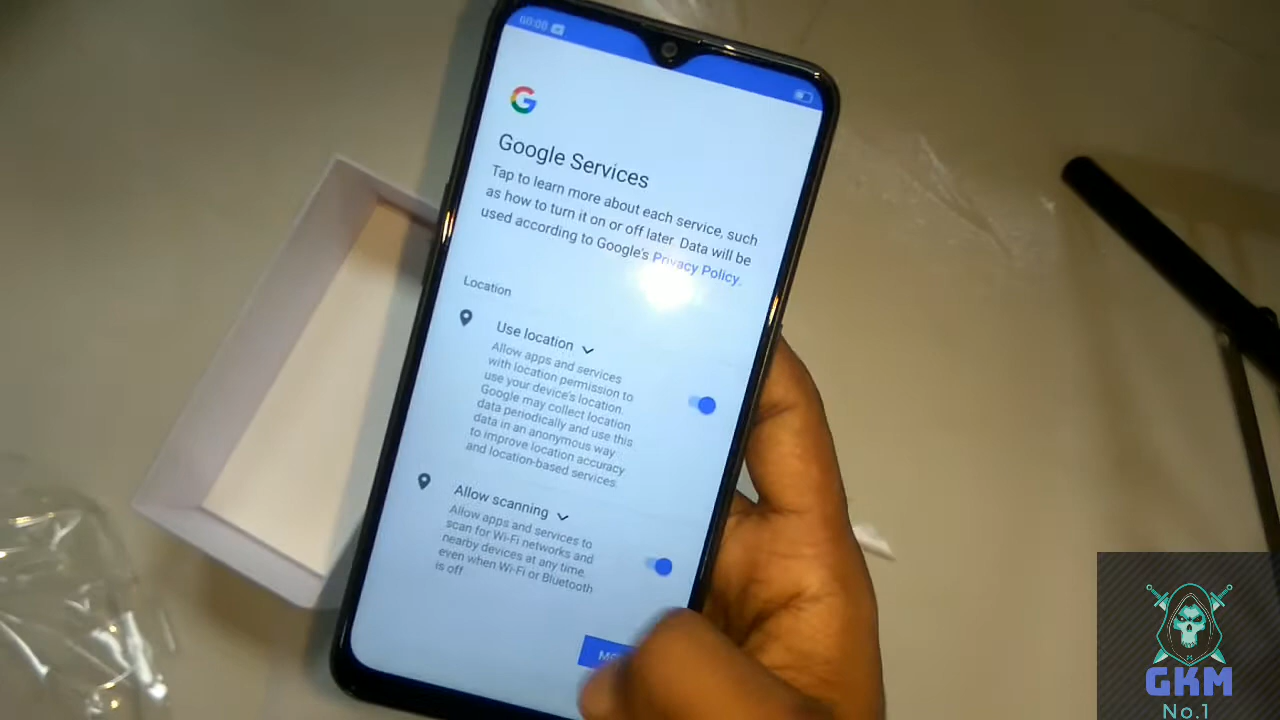 Google Services
Tap to learn more about each service, such
as how to turn it on or off later. Data will be
used according to Google's Privacy Policy.
Location
Use location
Allow apps and services
with location permission to
use your device's location.
Google may collect location
data periodically and use this
data in an anonymous way
to improve location accuracy
and location-based services.
Allow scanning
Allow apps and services to
scan for Wi-Fi networks and
nearby devices at any time,
even when Wi-Fi or Bluetooth
is off
GKM
No.1